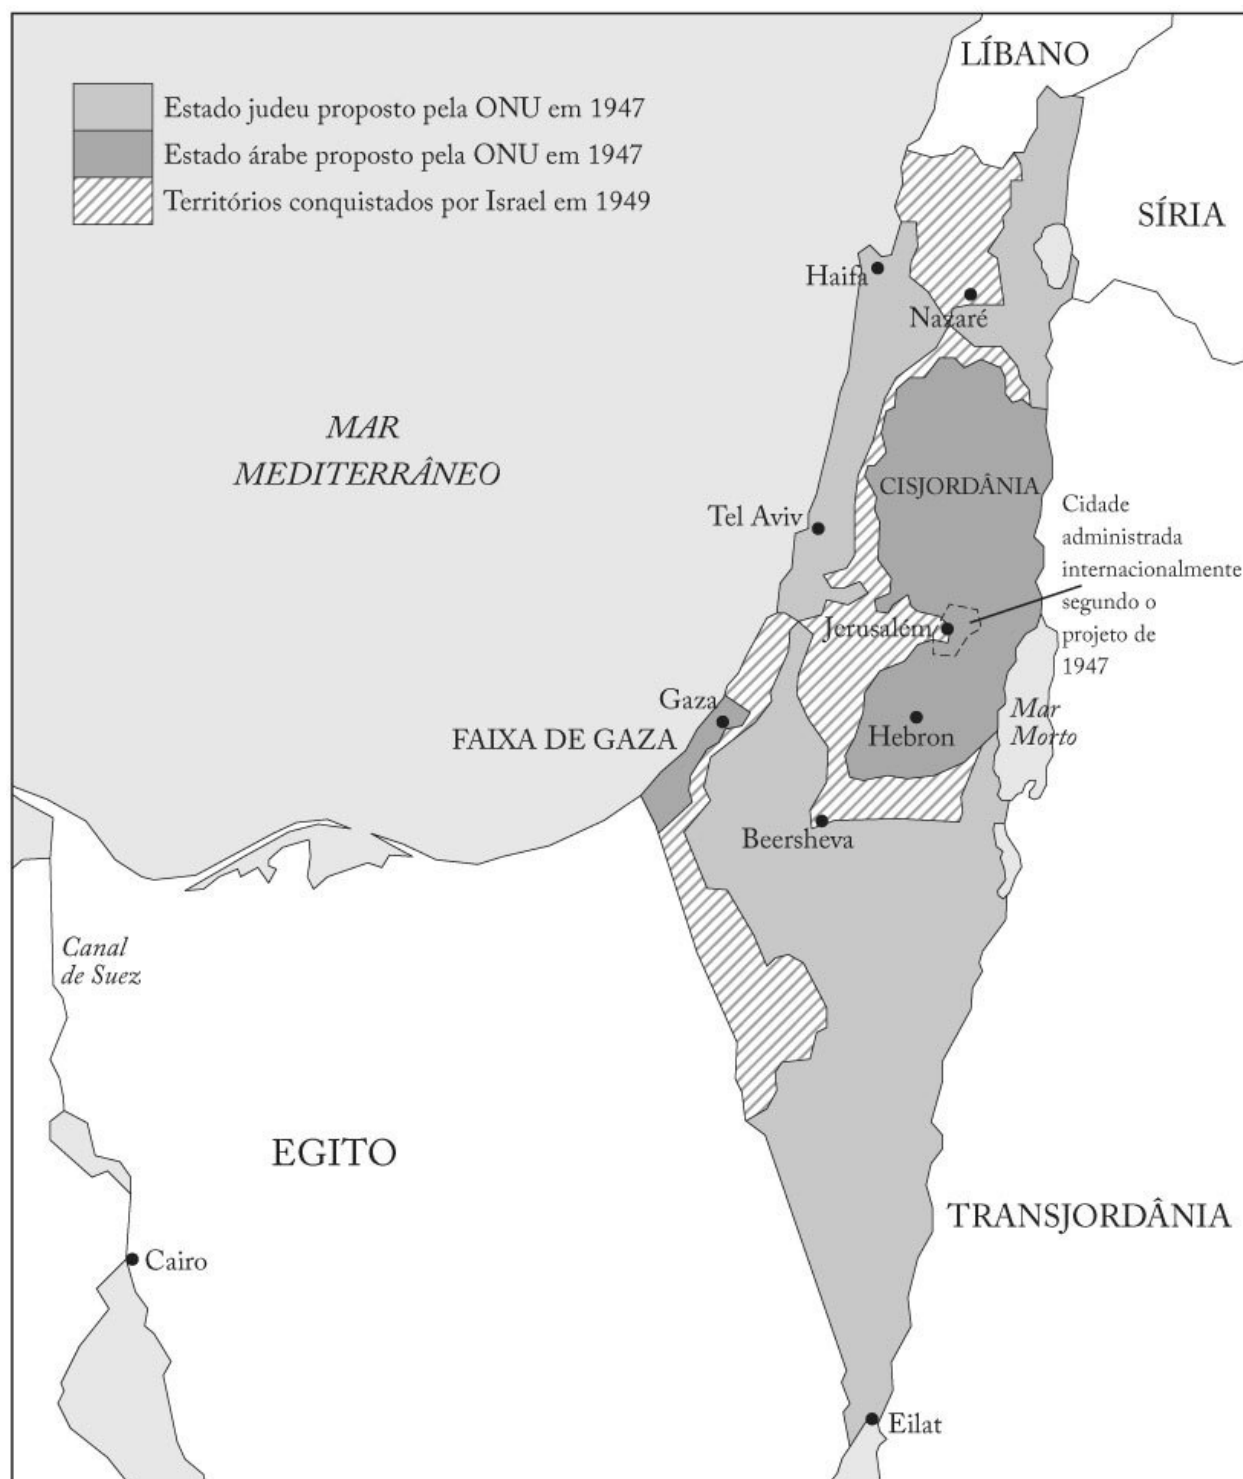 LÍBANO
Estado judeu proposto pela ONU em 1947
Estado árabe proposto pela ONU em 1947
Territórios conquistados por Israel em 1949
SÍRIA
Haifa
Nazaré
MAR
MEDITERRÂNEO
CISJORDÂNIA
Tel Aviv
Cidade
administrada
internacionalmente
segundo o
projeto de
1947
Jerusalém
Gaza
FAIXA DE GAZA
Hebron
Mar
Morto
Beersheva
Canal
de Suez
EGITO
TRANSJORDÂNIA
Cairo
Eilat